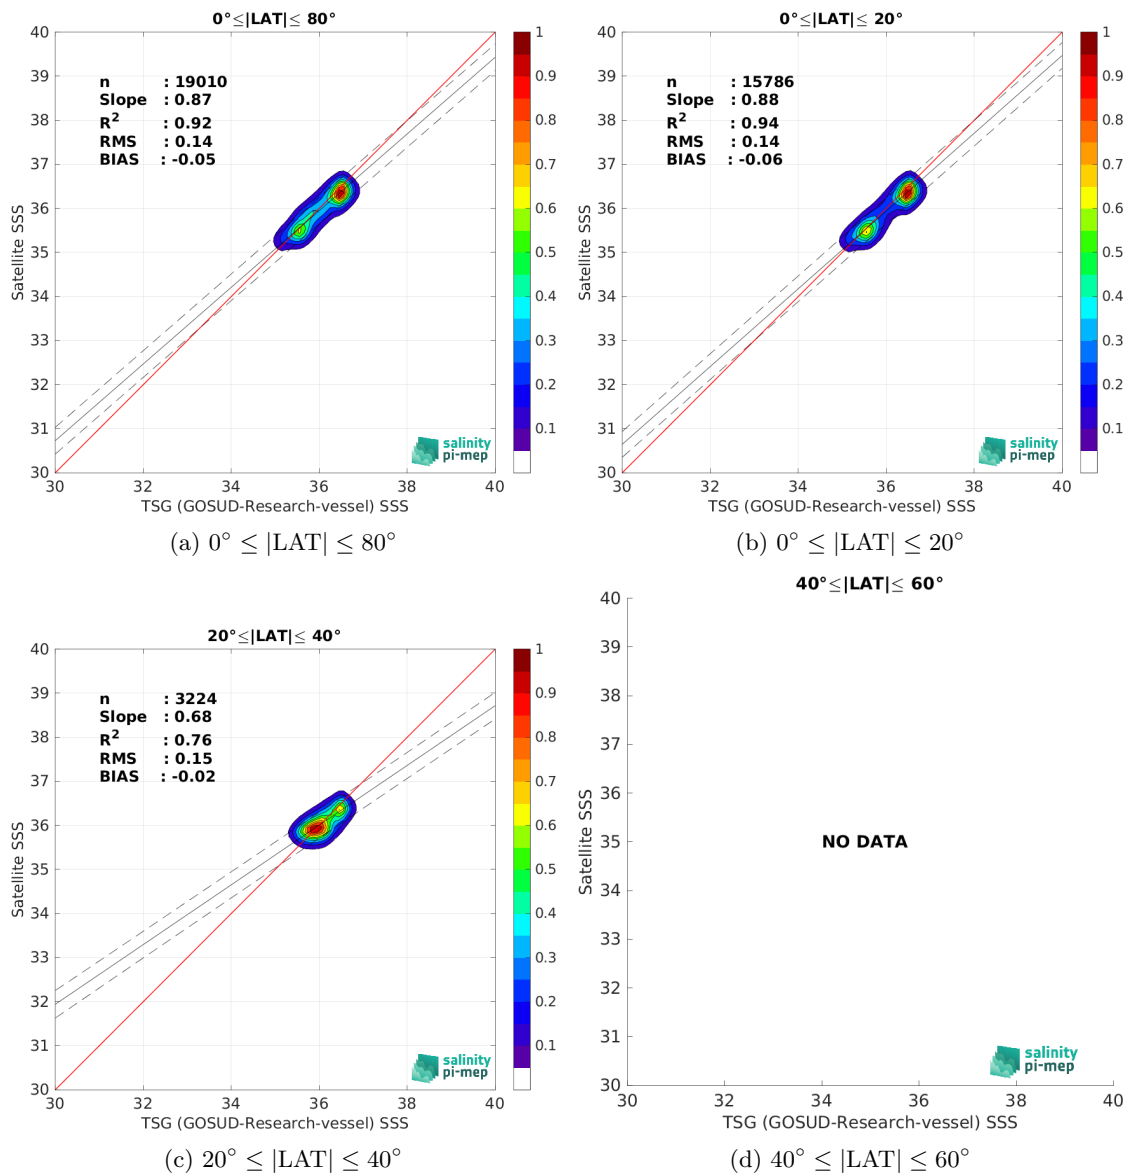 0°≤|LAT|≤ 80°
40
39
38
37
36
35
34
33
32
31
30
n : 19010
Slope : 0.87
R² : 0.92
RMS : 0.14
BIAS : -0.05
1
0.9
0.8
0.7
0.6
0.5
0.4
0.3
0.2
0.1
Satellite SSS
salinity
pi-mep
30 32 34 36 38 40
TSG (GOSUD-Research-vessel) SSS
(a) 0° ≤ |LAT| ≤ 80°
0°≤|LAT|≤ 20°
40
39
38
37
36
35
34
33
32
31
30
n : 15786
Slope : 0.88
R² : 0.94
RMS : 0.14
BIAS : -0.06
1
0.9
0.8
0.7
0.6
0.5
0.4
0.3
0.2
0.1
Satellite SSS
salinity
pi-mep
30 32 34 36 38 40
TSG (GOSUD-Research-vessel) SSS
(b) 0° ≤ |LAT| ≤ 20°
20°≤|LAT|≤ 40°
40
39
38
37
36
35
34
33
32
31
30
n : 3224
Slope : 0.68
R² : 0.76
RMS : 0.15
BIAS : -0.02
1
0.9
0.8
0.7
0.6
0.5
0.4
0.3
0.2
0.1
Satellite SSS
salinity
pi-mep
30 32 34 36 38 40
TSG (GOSUD-Research-vessel) SSS
(c) 20° ≤ |LAT| ≤ 40°
40°≤|LAT|≤ 60°
40
39
38
37
36
35
34
33
32
31
30
NO DATA
Satellite SSS
salinity
pi-mep
30 32 34 36 38 40
TSG (GOSUD-Research-vessel) SSS
(d) 40° ≤ |LAT| ≤ 60°